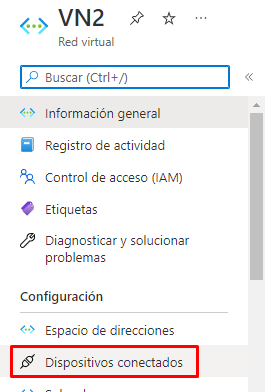 VN2
Red virtual
Buscar (Ctrl+/)
Información general
Registro de actividad
Control de acceso (IAM)
Etiquetas
Diagnosticar y solucionar
problemas
Configuración
Espacio de direcciones
Dispositivos conectados